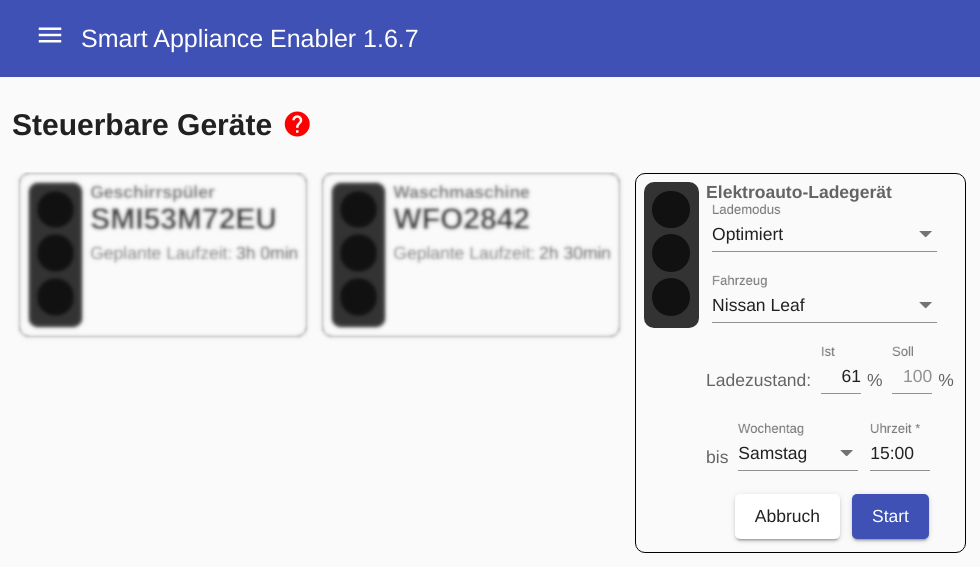 Smart Appliance Enabler 1.6.7
Steuerbare Geräte ?
Geschirrspüler
SMI53M72EU
Geplante Laufzeit: 3h 0min
Waschmaschine
WFO2842
Geplante Laufzeit: 2h 30min
Elektroauto-Ladegerät
Lademodus
Optimiert
Fahrzeug
Nissan Leaf
Ist Soll
Ladezustand: 61 % 100 %
Wochentag Uhrzeit *
bis Samstag 15:00
Abbruch Start